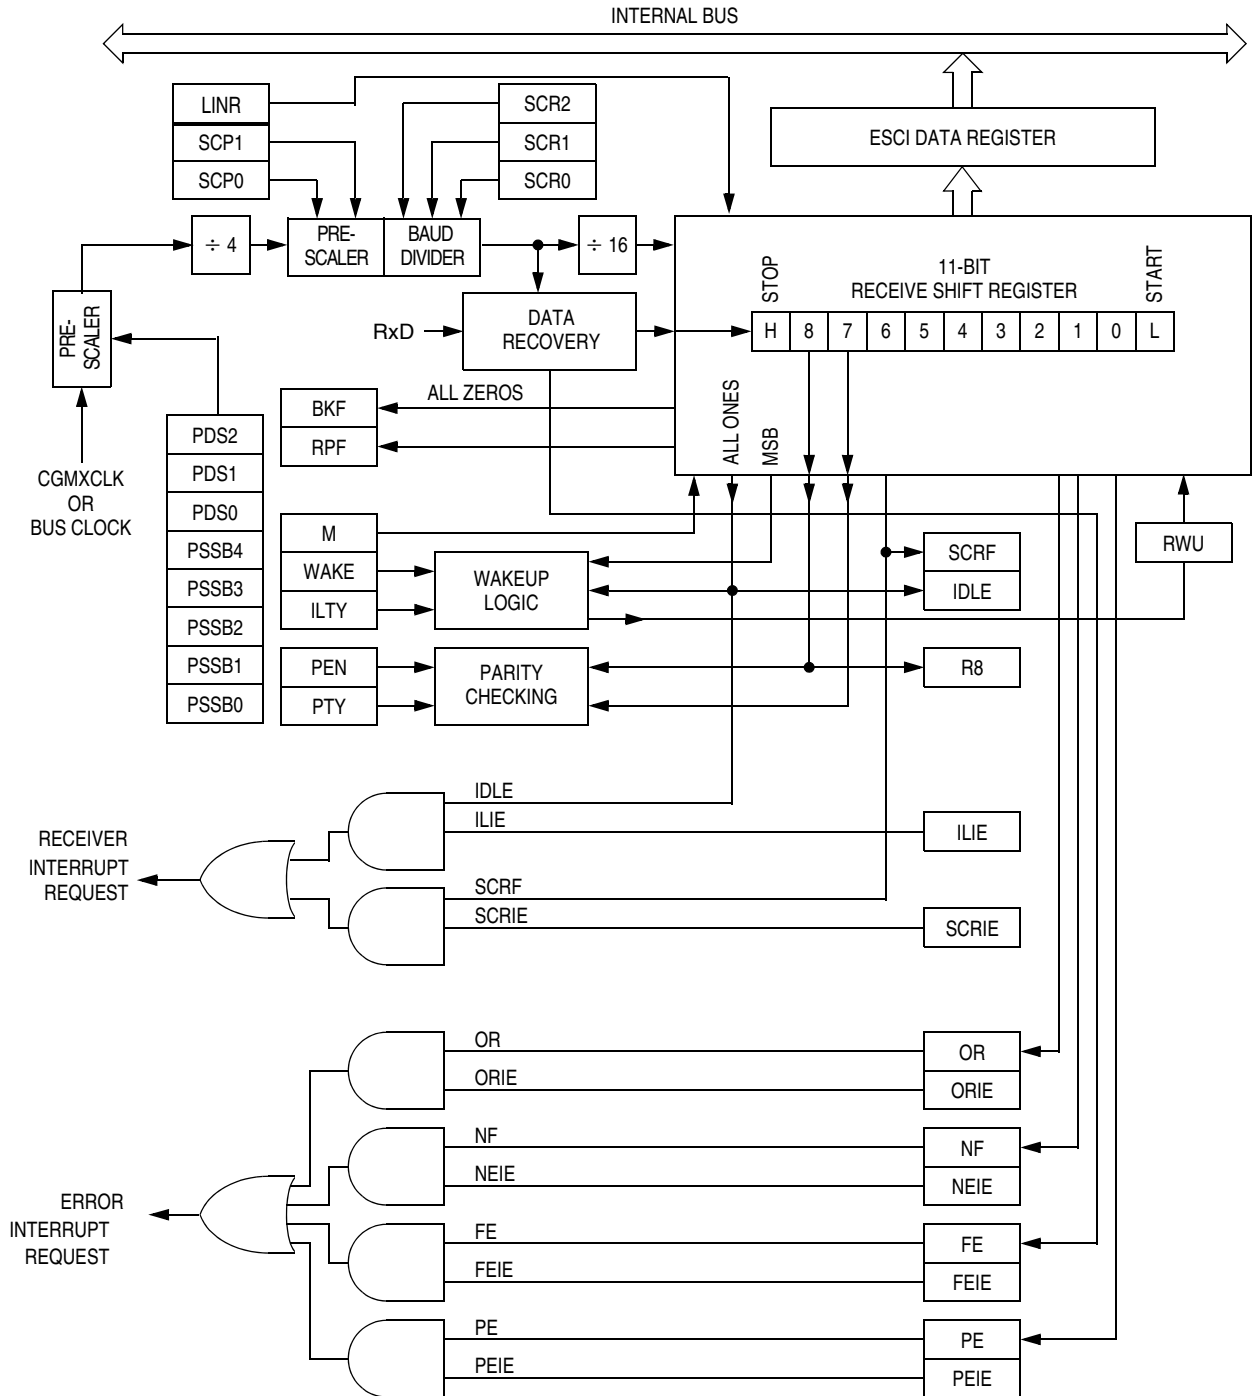 INTERNAL BUS
LINR
SCP1
SCP0
SCR2
SCR1
SCR0
ESCI DATA REGISTER
÷ 4
PRE-
SCALER
BAUD
DIVIDER
÷ 16
STOP
11-BIT
RECEIVE SHIFT REGISTER
START
PRE-
SCALER
RxD
DATA
RECOVERY
H 8 7 6 5 4 3 2 1 0 L
ALL ZEROS
BKF
RPF
ALL ONES
MSB
CGMXCLK
OR
BUS CLOCK
PDS2
PDS1
PDS0
PSSB4
PSSB3
PSSB2
PSSB1
PSSB0
M
WAKE
ILTY
WAKEUP
LOGIC
SCRF
IDLE
RWU
PEN
PTY
PARITY
CHECKING
R8
IDLE
ILIE
ILIE
RECEIVER
INTERRUPT
REQUEST
SCRF
SCRIE
SCRIE
OR
ORIE
OR
ORIE
NF
NEIE
NF
NEIE
ERROR
INTERRUPT
REQUEST
FE
FEIE
FE
FEIE
PE
PEIE
PE
PEIE